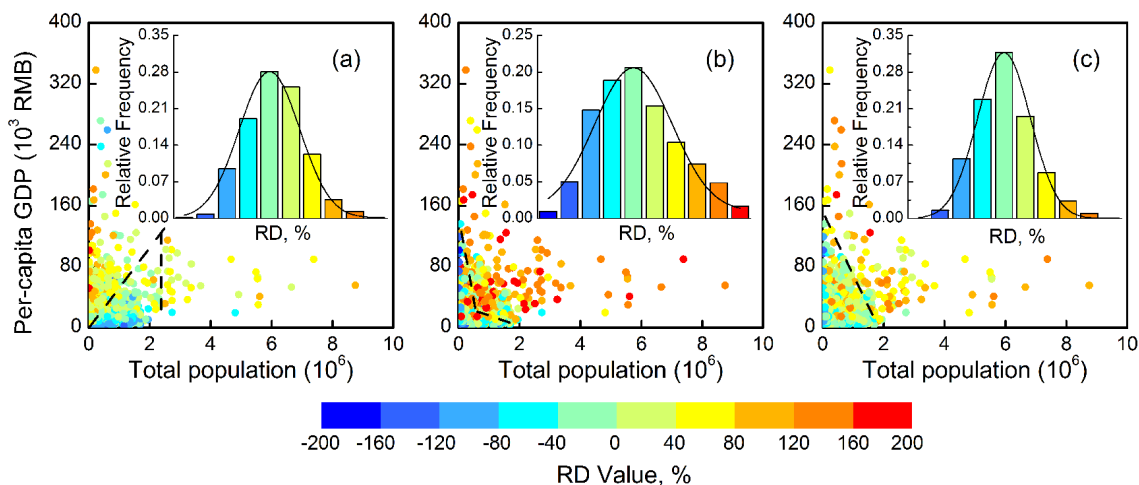 400
320
240
160
80
0
Per-capita GDP (10³ RMB)
0.35
0.28
0.21
0.14
0.07
0.00
Relative Frequency
(a)
RD, %
0 2 4 6 8 10
Total population (10⁶)
400
320
240
160
80
0
0.25
0.20
0.15
0.10
0.05
0.00
Relative Frequency
(b)
RD, %
0 2 4 6 8 10
Total population (10⁶)
400
320
240
160
80
0
0.35
0.28
0.21
0.14
0.07
0.00
Relative Frequency
(c)
RD, %
0 2 4 6 8 10
Total population (10⁶)
-200 -160 -120 -80 -40 0 40 80 120 160 200
RD Value, %